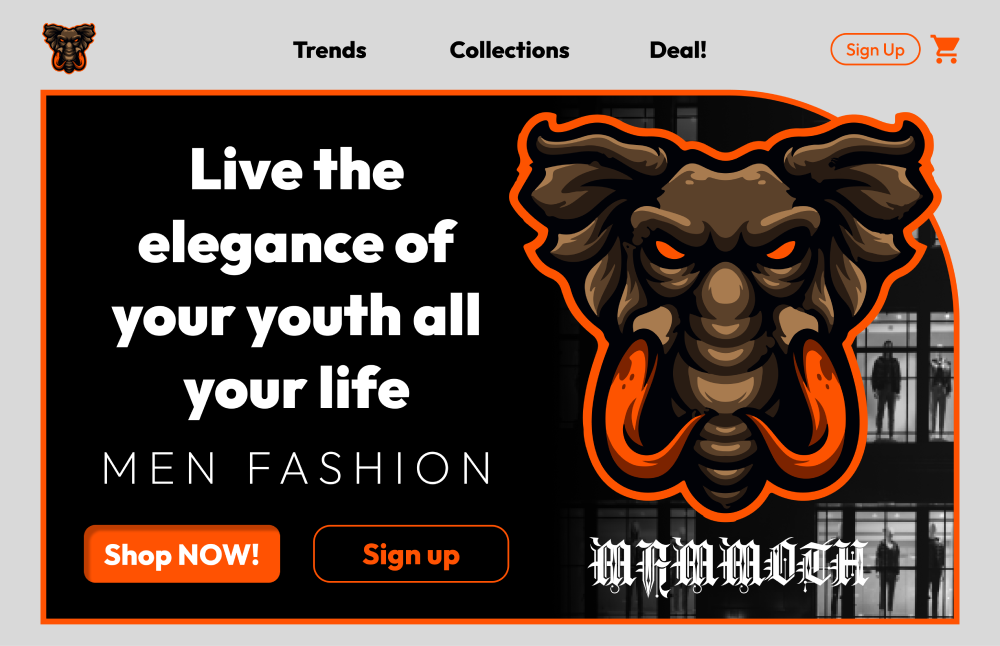 Trends
Collections
Deal!
Sign Up
Live the
elegance of
your youth all
your life
MEN FASHION
Shop NOW!
Sign up
MAMMOTH